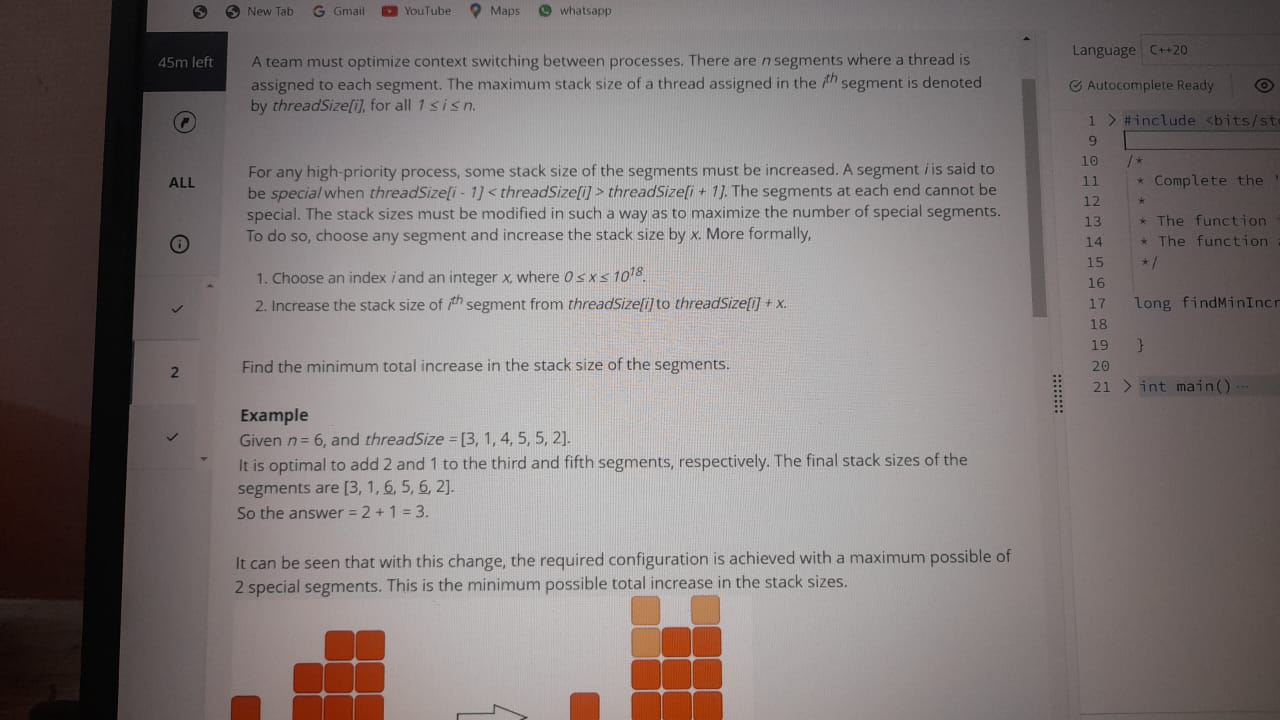 New Tab Gmail YouTube Maps whatsapp
45m left
ALL
2
A team must optimize context switching between processes. There are n segments where a thread is
assigned to each segment. The maximum stack size of a thread assigned in the ith segment is denoted
by threadSize[i], for all 1 ≤ i ≤ n.
For any high-priority process, some stack size of the segments must be increased. A segment i is said to
be special when threadSize[i - 1] < threadSize[i] > threadSize[i + 1]. The segments at each end cannot be
special. The stack sizes must be modified in such a way as to maximize the number of special segments.
To do so, choose any segment and increase the stack size by x. More formally,
1. Choose an index i and an integer x, where 0 ≤ x ≤ 10^18.
2. Increase the stack size of ith segment from threadSize[i] to threadSize[i] + x.
Find the minimum total increase in the stack size of the segments.
Example
Given n = 6, and threadSize = [3, 1, 4, 5, 5, 2].
It is optimal to add 2 and 1 to the third and fifth segments, respectively. The final stack sizes of the
segments are [3, 1, 6, 5, 6, 2].
So the answer = 2 + 1 = 3.
It can be seen that with this change, the required configuration is achieved with a maximum possible of
2 special segments. This is the minimum possible total increase in the stack sizes.
Language C++20
Autocomplete Ready
1 > #include <bits/st
9
10 /*
11 * Complete the '
12 *
13 * The function
14 * The function
15 */
16
17 long findMinIncr
18
19 }
20
21 > int main() ...